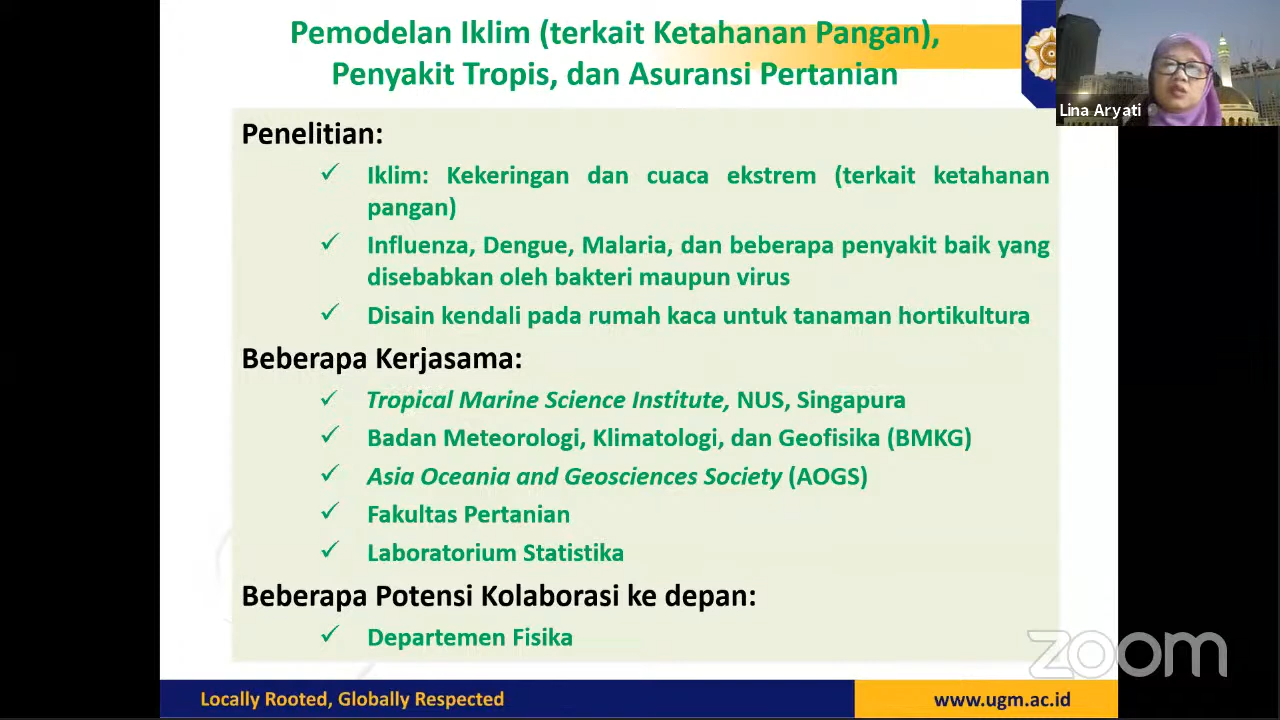 Pemodelan Iklim (terkait Ketahanan Pangan),
Penyakit Tropis, dan Asuransi Pertanian
Lina Aryati
Penelitian:
Iklim: Kekeringan dan cuaca ekstrem (terkait ketahanan
pangan)
Influenza, Dengue, Malaria, dan beberapa penyakit baik yang
disebabkan oleh bakteri maupun virus
Disain kendali pada rumah kaca untuk tanaman hortikultura
Beberapa Kerjasama:
Tropical Marine Science Institute, NUS, Singapura
Badan Meteorologi, Klimatologi, dan Geofisika (BMKG)
Asia Oceania and Geosciences Society (AOGS)
Fakultas Pertanian
Laboratorium Statistika
Beberapa Potensi Kolaborasi ke depan:
Departemen Fisika
zoom
Locally Rooted, Globally Respected
www.ugm.ac.id